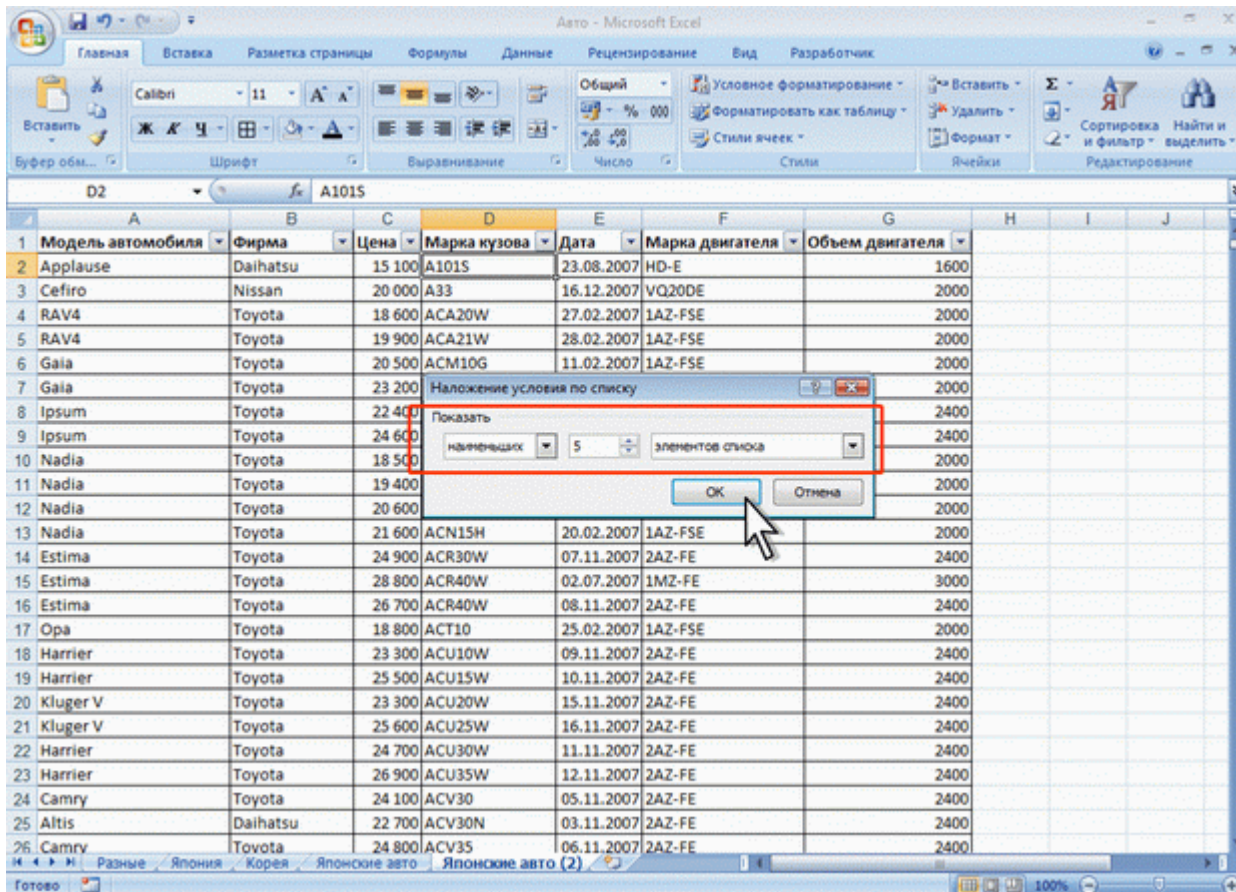 Авто - Microsoft Excel
Главная Вставка Разметка страницы Формулы Данные Рецензирование Вид Разработчик
Calibri 11 Общий Условное форматирование Вставить Σ
Форматировать как таблицу Удалить
Вставить Ж К Ч % 000 Стили ячеек Формат Сортировка и фильтр Найти и выделить
Буфер обм... Шрифт Выравнивание Число Стили Ячейки Редактирование
D2 fx A101S
A B C D E F G H I J
1 Модель автомобиля Фирма Цена Марка кузова Дата Марка двигателя Объем двигателя
2 Applause Daihatsu 15 100 A101S 23.08.2007 HD-E 1600
3 Cefiro Nissan 20 000 A33 16.12.2007 VQ20DE 2000
4 RAV4 Toyota 18 600 ACA20W 27.02.2007 1AZ-FSE 2000
5 RAV4 Toyota 19 900 ACA21W 28.02.2007 1AZ-FSE 2000
6 Gaia Toyota 20 500 ACM10G 11.02.2007 1AZ-FSE 2000
7 Gaia Toyota 23 200 2000
8 Ipsum Toyota 22 400 2400
9 Ipsum Toyota 24 600 2400
10 Nadia Toyota 18 500 2000
11 Nadia Toyota 19 400 2000
12 Nadia Toyota 20 600 2000
13 Nadia Toyota 21 600 ACN15H 20.02.2007 1AZ-FSE 2000
14 Estima Toyota 24 900 ACR30W 07.11.2007 2AZ-FE 2400
15 Estima Toyota 28 800 ACR40W 02.07.2007 1MZ-FE 3000
16 Estima Toyota 26 700 ACR40W 08.11.2007 2AZ-FE 2400
17 Opa Toyota 18 800 ACT10 25.02.2007 1AZ-FSE 2000
18 Harrier Toyota 23 300 ACU10W 09.11.2007 2AZ-FE 2400
19 Harrier Toyota 25 500 ACU15W 10.11.2007 2AZ-FE 2400
20 Kluger V Toyota 23 300 ACU20W 15.11.2007 2AZ-FE 2400
21 Kluger V Toyota 25 600 ACU25W 16.11.2007 2AZ-FE 2400
22 Harrier Toyota 24 700 ACU30W 11.11.2007 2AZ-FE 2400
23 Harrier Toyota 26 900 ACU35W 12.11.2007 2AZ-FE 2400
24 Camry Toyota 24 100 ACV30 05.11.2007 2AZ-FE 2400
25 Altis Daihatsu 22 700 ACV30N 03.11.2007 2AZ-FE 2400
26 Camry Toyota 24 800 ACV35 06.11.2007 2AZ-FE 2400
Наложение условия по списку
Показать
наименьших 5 элементов списка
OK Отмена
Разные Япония Корея Японские авто Японские авто (2)
Готово 100%